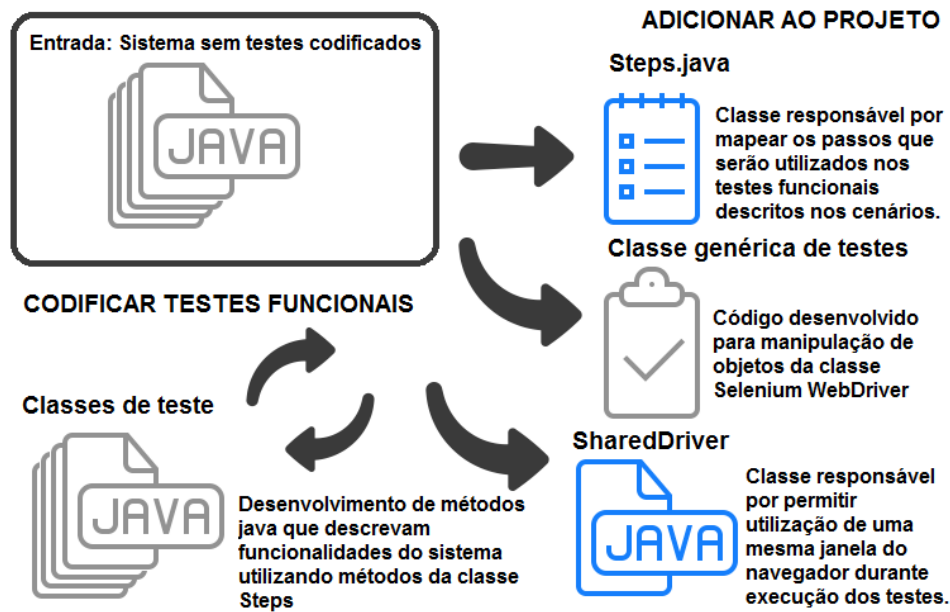 Entrada: Sistema sem testes codificados
JAVA
ADICIONAR AO PROJETO
Steps.java
Classe responsável por
mapear os passos que
serão utilizados nos
testes funcionais
descritos nos cenários.
Classe genérica de testes
Código desenvolvido
para manipulação de
objetos da classe
Selenium WebDriver
SharedDriver
JAVA
Classe responsável
por permitir
utilização de uma
mesma janela do
navegador durante
execução dos testes.
CODIFICAR TESTES FUNCIONAIS
Classes de teste
JAVA
Desenvolvimento de métodos
java que descrevam
funcionalidades do sistema
utilizando métodos da classe
Steps